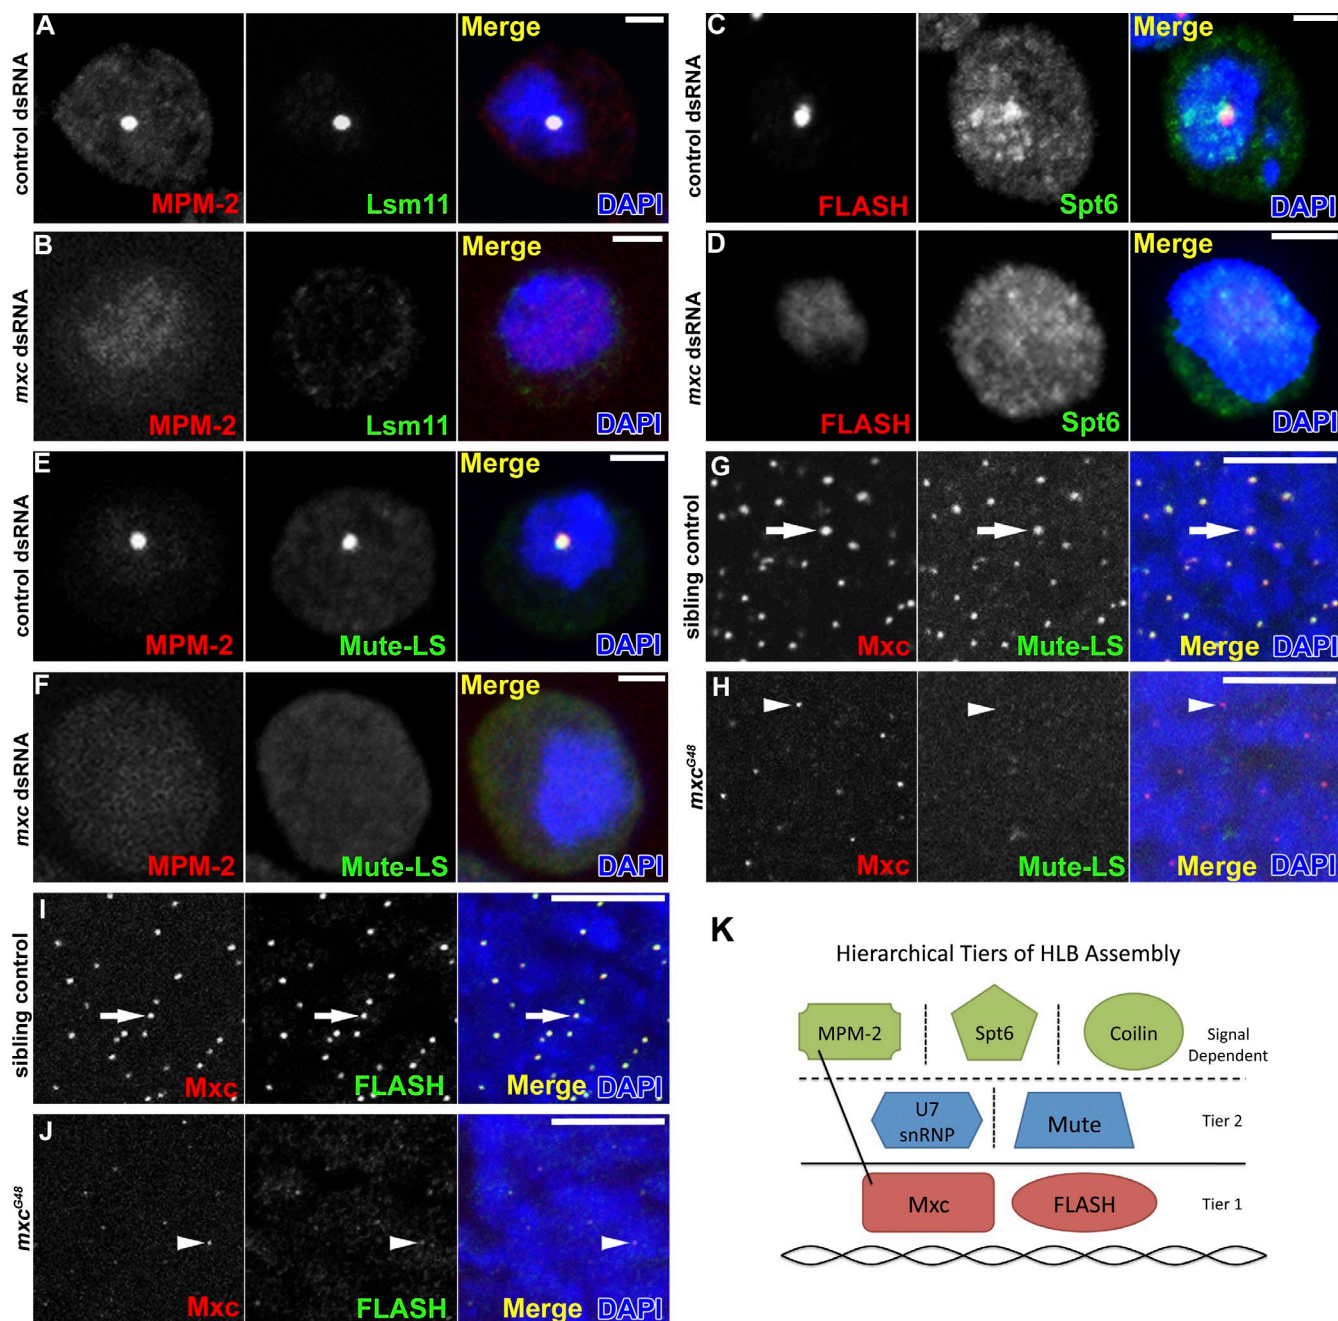 A
control dsRNA
MPM-2
Lsm11
Merge
DAPI
B
mxc dsRNA
MPM-2
Lsm11
Merge
DAPI
C
control dsRNA
FLASH
Spt6
Merge
DAPI
D
mxc dsRNA
FLASH
Spt6
Merge
DAPI
E
control dsRNA
MPM-2
Mute-LS
Merge
DAPI
F
mxc dsRNA
MPM-2
Mute-LS
Merge
DAPI
G
sibling control
Mxc
Mute-LS
Merge DAPI
H
mxcG48
Mxc
Mute-LS
Merge DAPI
I
sibling control
Mxc
FLASH
Merge DAPI
J
mxcG48
Mxc
FLASH
Merge DAPI
K
Hierarchical Tiers of HLB Assembly
MPM-2
Spt6
Coilin
Signal
Dependent
U7
snRNP
Mute
Tier 2
Mxc
FLASH
Tier 1